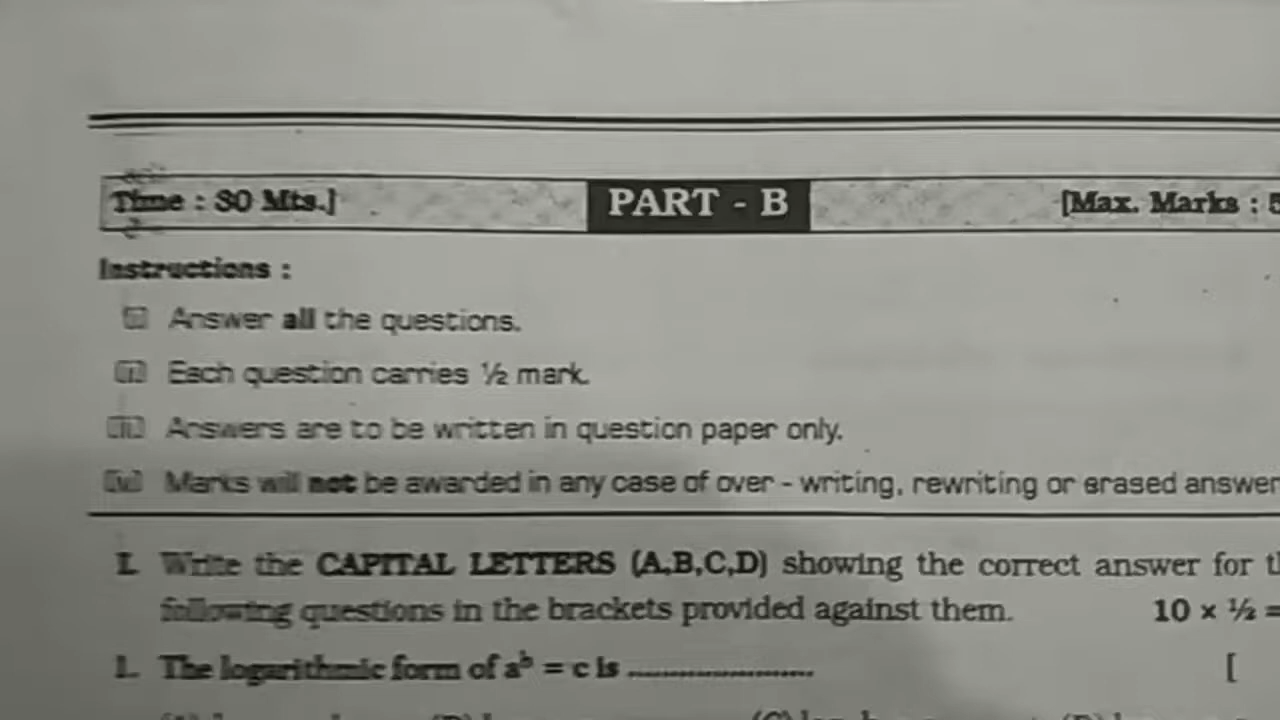 Time : 30 Mts.]
PART - B
[Max. Marks : 5
Instructions :
Answer all the questions.
Each question carries ½ mark.
Answers are to be written in question paper only.
[iv] Marks will not be awarded in any case of over - writing, rewriting or erased answer
I. Write the CAPITAL LETTERS (A,B,C,D) showing the correct answer for th
following questions in the brackets provided against them. 10 × ½ =
1. The logarithmic form of aᵇ = c is .................... [